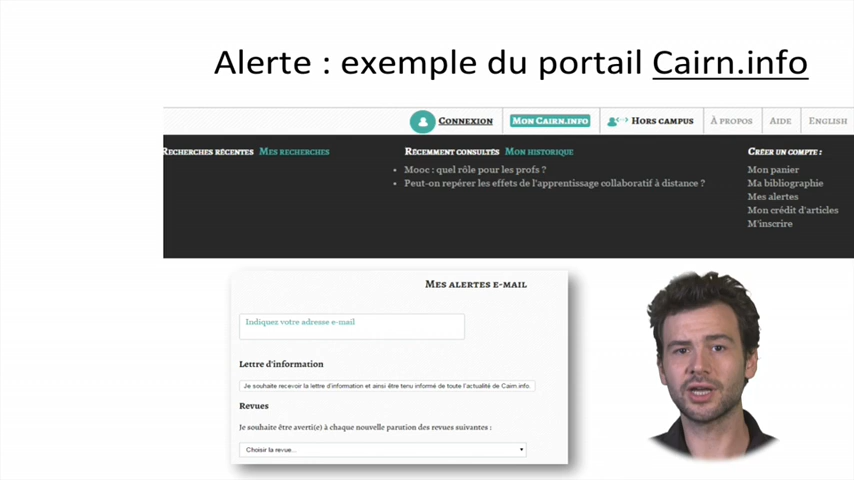 Alerte : exemple du portail Cairn.info
Connexion Mon Cairn.info Hors campus À propos Aide English
Recherches récentes Mes recherches Récemment consultés Mon historique Créer un compte :
Mooc : quel rôle pour les profs ? Mon panier
Peut-on repérer les effets de l'apprentissage collaboratif à distance ? Ma bibliographie
Mes alertes
Mon crédit d'articles
M'inscrire
Mes alertes e-mail
Indiquez votre adresse e-mail
Lettre d'information
Je souhaite recevoir la lettre d'information et ainsi être tenu informé de toute l'actualité de Cairn.info.
Revues
Je souhaite être averti(e) à chaque nouvelle parution des revues suivantes :
Choisir la revue...